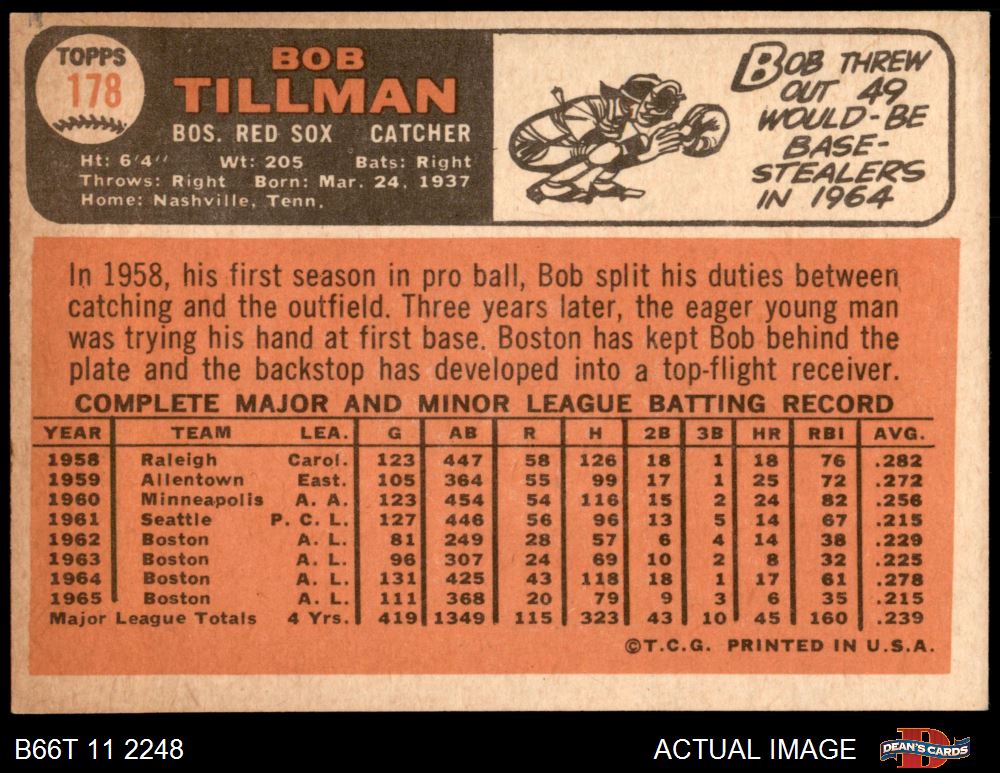 TOPPS
178
BOB
TILLMAN
BOS. RED SOX CATCHER
Ht: 6'4" Wt: 205 Bats: Right
Throws: Right Born: Mar. 24, 1937
Home: Nashville, Tenn.
BOB THREW
OUT 49
WOULD-BE
BASE-
STEALERS
IN 1964
In 1958, his first season in pro ball, Bob split his duties between
catching and the outfield. Three years later, the eager young man
was trying his hand at first base. Boston has kept Bob behind the
plate and the backstop has developed into a top-flight receiver.
COMPLETE MAJOR AND MINOR LEAGUE BATTING RECORD
YEAR TEAM LEA. G AB R H 2B 3B HR RBI AVG.
1958 Raleigh Carol. 123 447 58 126 18 1 18 76 .282
1959 Allentown East. 105 364 55 99 17 1 25 72 .272
1960 Minneapolis A. A. 123 454 54 116 15 2 24 82 .256
1961 Seattle P. C. L. 127 446 56 96 13 5 14 67 .215
1962 Boston A. L. 81 249 28 57 6 4 14 38 .229
1963 Boston A. L. 96 307 24 69 10 2 8 32 .225
1964 Boston A. L. 131 425 43 118 18 1 17 61 .278
1965 Boston A. L. 111 368 20 79 9 3 6 35 .215
Major League Totals 4 Yrs. 419 1349 115 323 43 10 45 160 .239
©T.C.G. PRINTED IN U.S.A.
B66T 11 2248 ACTUAL IMAGE DEAN'S CARDS